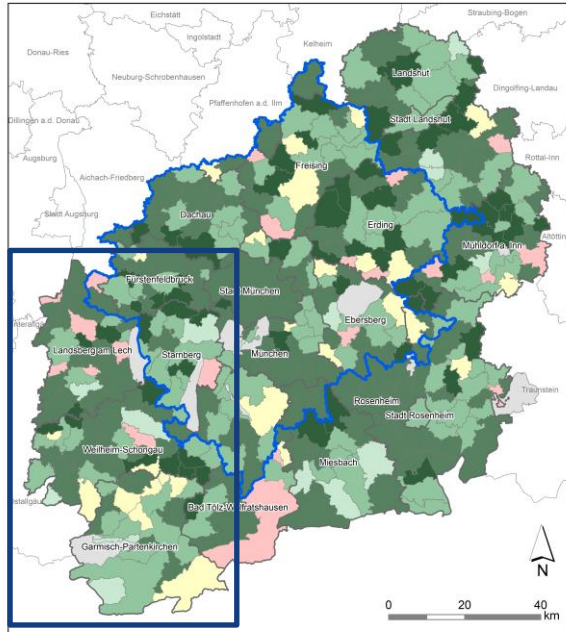 Eichstätt
Straubing-Bogen
Ingolstadt
Kelheim
Donau-Ries
Landshut
Neuburg-Schrobenhausen
Dingolfing-Landau
Pfaffenhofen a.d. Ilm
Dillingen a.d. Donau
Stadt Landshut
Rottal-Inn
Augsburg
Freising
Aichach-Friedberg
Stadt Augsburg
Dachau
Erding
Altötting
Mühldorf a. Inn
Fürstenfeldbruck
Stadt München
Ebersberg
Landsberg am Lech
Starnberg
München
Traunstein
Rosenheim
Stadt Rosenheim
Weilheim-Schongau
Miesbach
Bad Tölz-Wolfratshausen
Garmisch-Partenkirchen
N
0 20 40
km